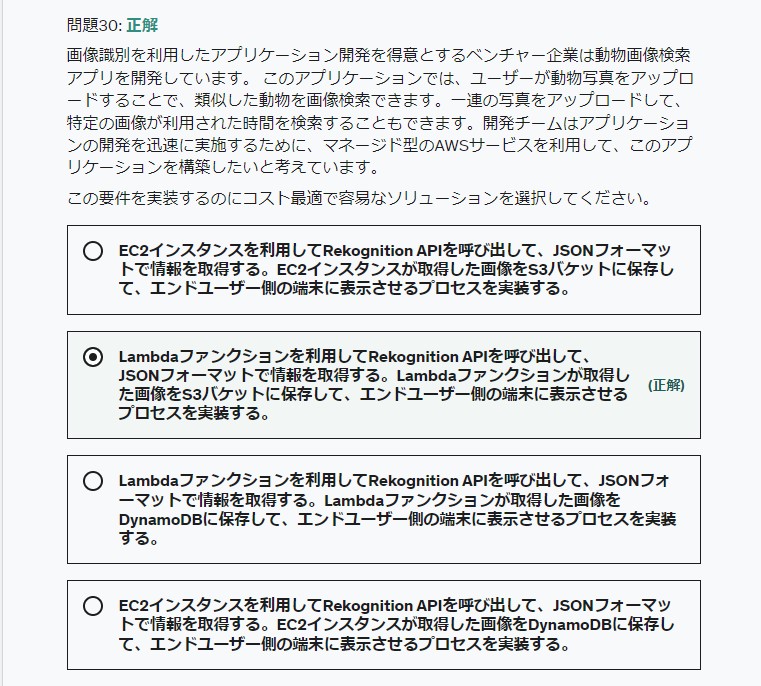 問題30: 正解
画像識別を利用したアプリケーション開発を得意とするベンチャー企業は動物画像検索
アプリを開発しています。 このアプリケーションでは、ユーザーが動物写真をアップロ
ードすることで、類似した動物を画像検索できます。一連の写真をアップロードして、
特定の画像が利用された時間を検索することもできます。開発チームはアプリケーショ
ンの開発を迅速に実施するために、マネージド型のAWSサービスを利用して、このアプ
リケーションを構築したいと考えています。
この要件を実装するのにコスト最適で容易なソリューションを選択してください。
EC2インスタンスを利用してRekognition APIを呼び出して、JSONフォーマッ
トで情報を取得する。EC2インスタンスが取得した画像をS3バケットに保存し
て、エンドユーザー側の端末に表示させるプロセスを実装する。
Lambdaファンクションを利用してRekognition APIを呼び出して、
JSONフォーマットで情報を取得する。Lambdaファンクションが取得し
た画像をS3バケットに保存して、エンドユーザー側の端末に表示させる
プロセスを実装する。
(正解)
Lambdaファンクションを利用してRekognition APIを呼び出して、JSONフォ
ーマットで情報を取得する。Lambdaファンクションが取得した画像を
DynamoDBに保存して、エンドユーザー側の端末に表示させるプロセスを実装
する。
EC2インスタンスを利用してRekognition APIを呼び出して、JSONフォーマッ
トで情報を取得する。EC2インスタンスが取得した画像をDynamoDBに保存し
て、エンドユーザー側の端末に表示させるプロセスを実装する。